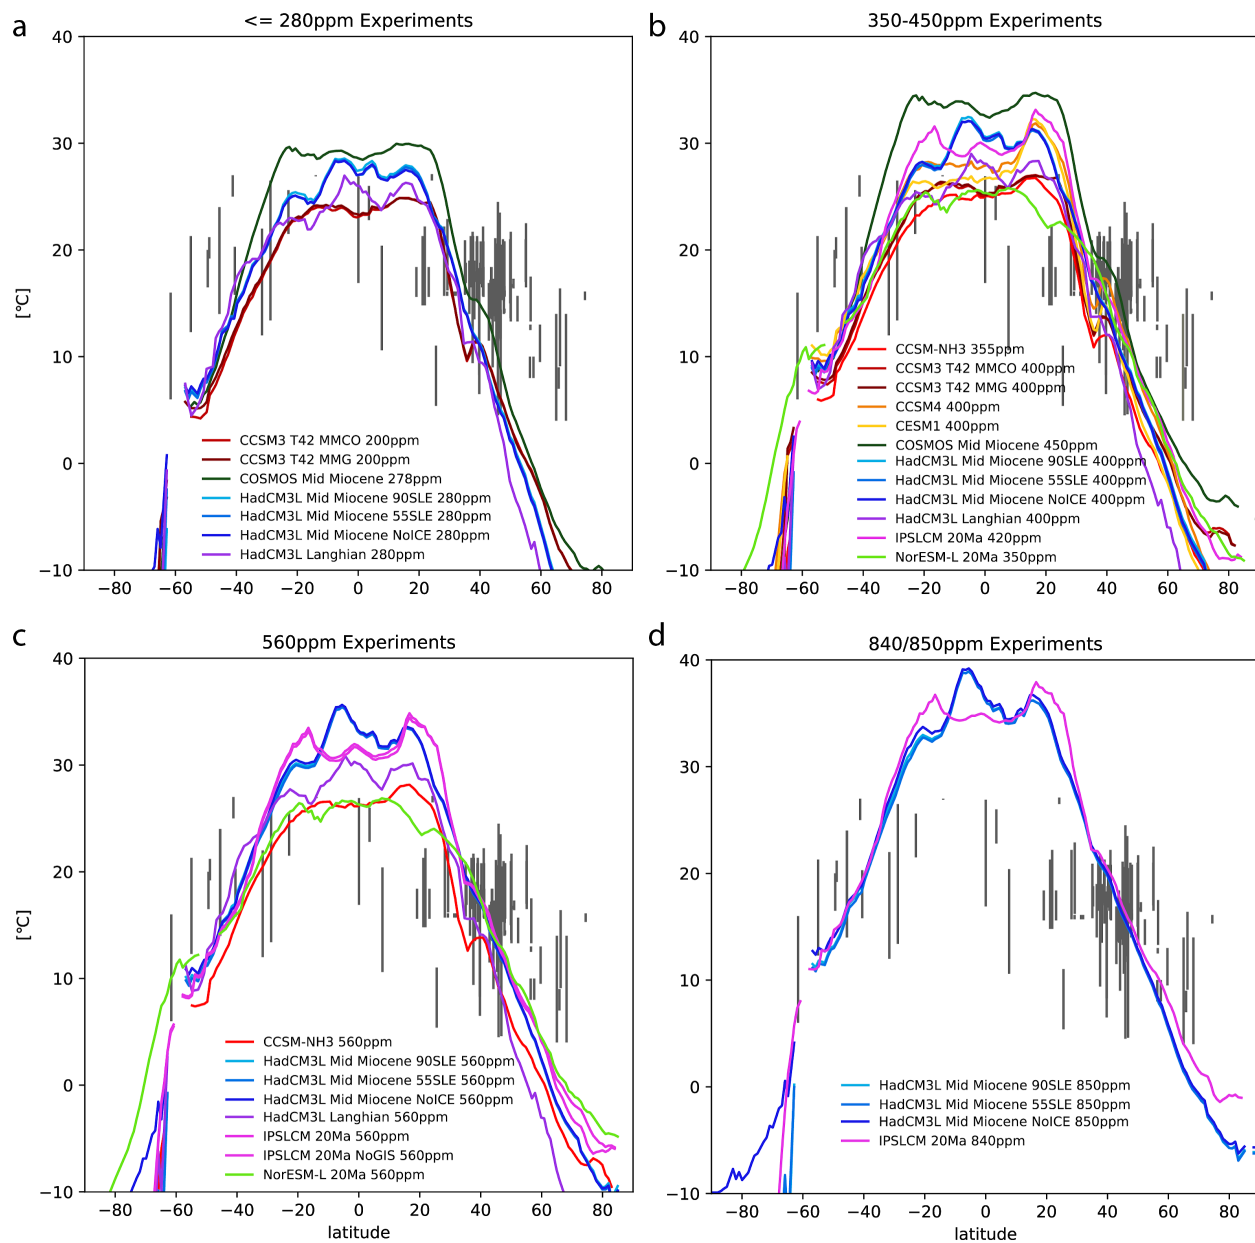 a
<= 280ppm Experiments
40
30
20
10
0
−10
[°C]
−80
−60
−40
−20
0
20
40
60
80
CCSM3 T42 MMCO 200ppm
CCSM3 T42 MMG 200ppm
COSMOS Mid Miocene 278ppm
HadCM3L Mid Miocene 90SLE 280ppm
HadCM3L Mid Miocene 55SLE 280ppm
HadCM3L Mid Miocene NoICE 280ppm
HadCM3L Langhian 280ppm
b
350-450ppm Experiments
40
30
20
10
0
−10
−80
−60
−40
−20
0
20
40
60
80
CCSM-NH3 355ppm
CCSM3 T42 MMCO 400ppm
CCSM3 T42 MMG 400ppm
CCSM4 400ppm
CESM1 400ppm
COSMOS Mid Miocene 450ppm
HadCM3L Mid Miocene 90SLE 400ppm
HadCM3L Mid Miocene 55SLE 400ppm
HadCM3L Mid Miocene NoICE 400ppm
HadCM3L Langhian 400ppm
IPSLCM 20Ma 420ppm
NorESM-L 20Ma 350ppm
c
560ppm Experiments
40
30
20
10
0
−10
[°C]
−80
−60
−40
−20
0
20
40
60
80
latitude
CCSM-NH3 560ppm
HadCM3L Mid Miocene 90SLE 560ppm
HadCM3L Mid Miocene 55SLE 560ppm
HadCM3L Mid Miocene NoICE 560ppm
HadCM3L Langhian 560ppm
IPSLCM 20Ma 560ppm
IPSLCM 20Ma NoGIS 560ppm
NorESM-L 20Ma 560ppm
d
840/850ppm Experiments
40
30
20
10
0
−10
−80
−60
−40
−20
0
20
40
60
80
latitude
HadCM3L Mid Miocene 90SLE 850ppm
HadCM3L Mid Miocene 55SLE 850ppm
HadCM3L Mid Miocene NoICE 850ppm
IPSLCM 20Ma 840ppm